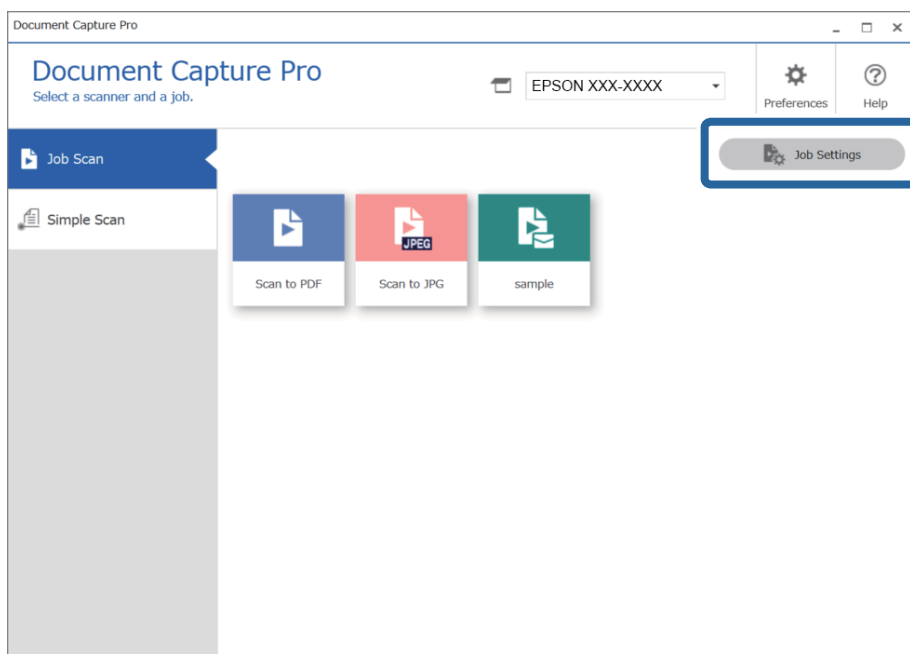 Document Capture Pro
Document Capture Pro
Select a scanner and a job.
EPSON XXX-XXXX
Preferences
Help
Job Scan
Job Settings
Simple Scan
JPEG
Scan to PDF
Scan to JPG
sample